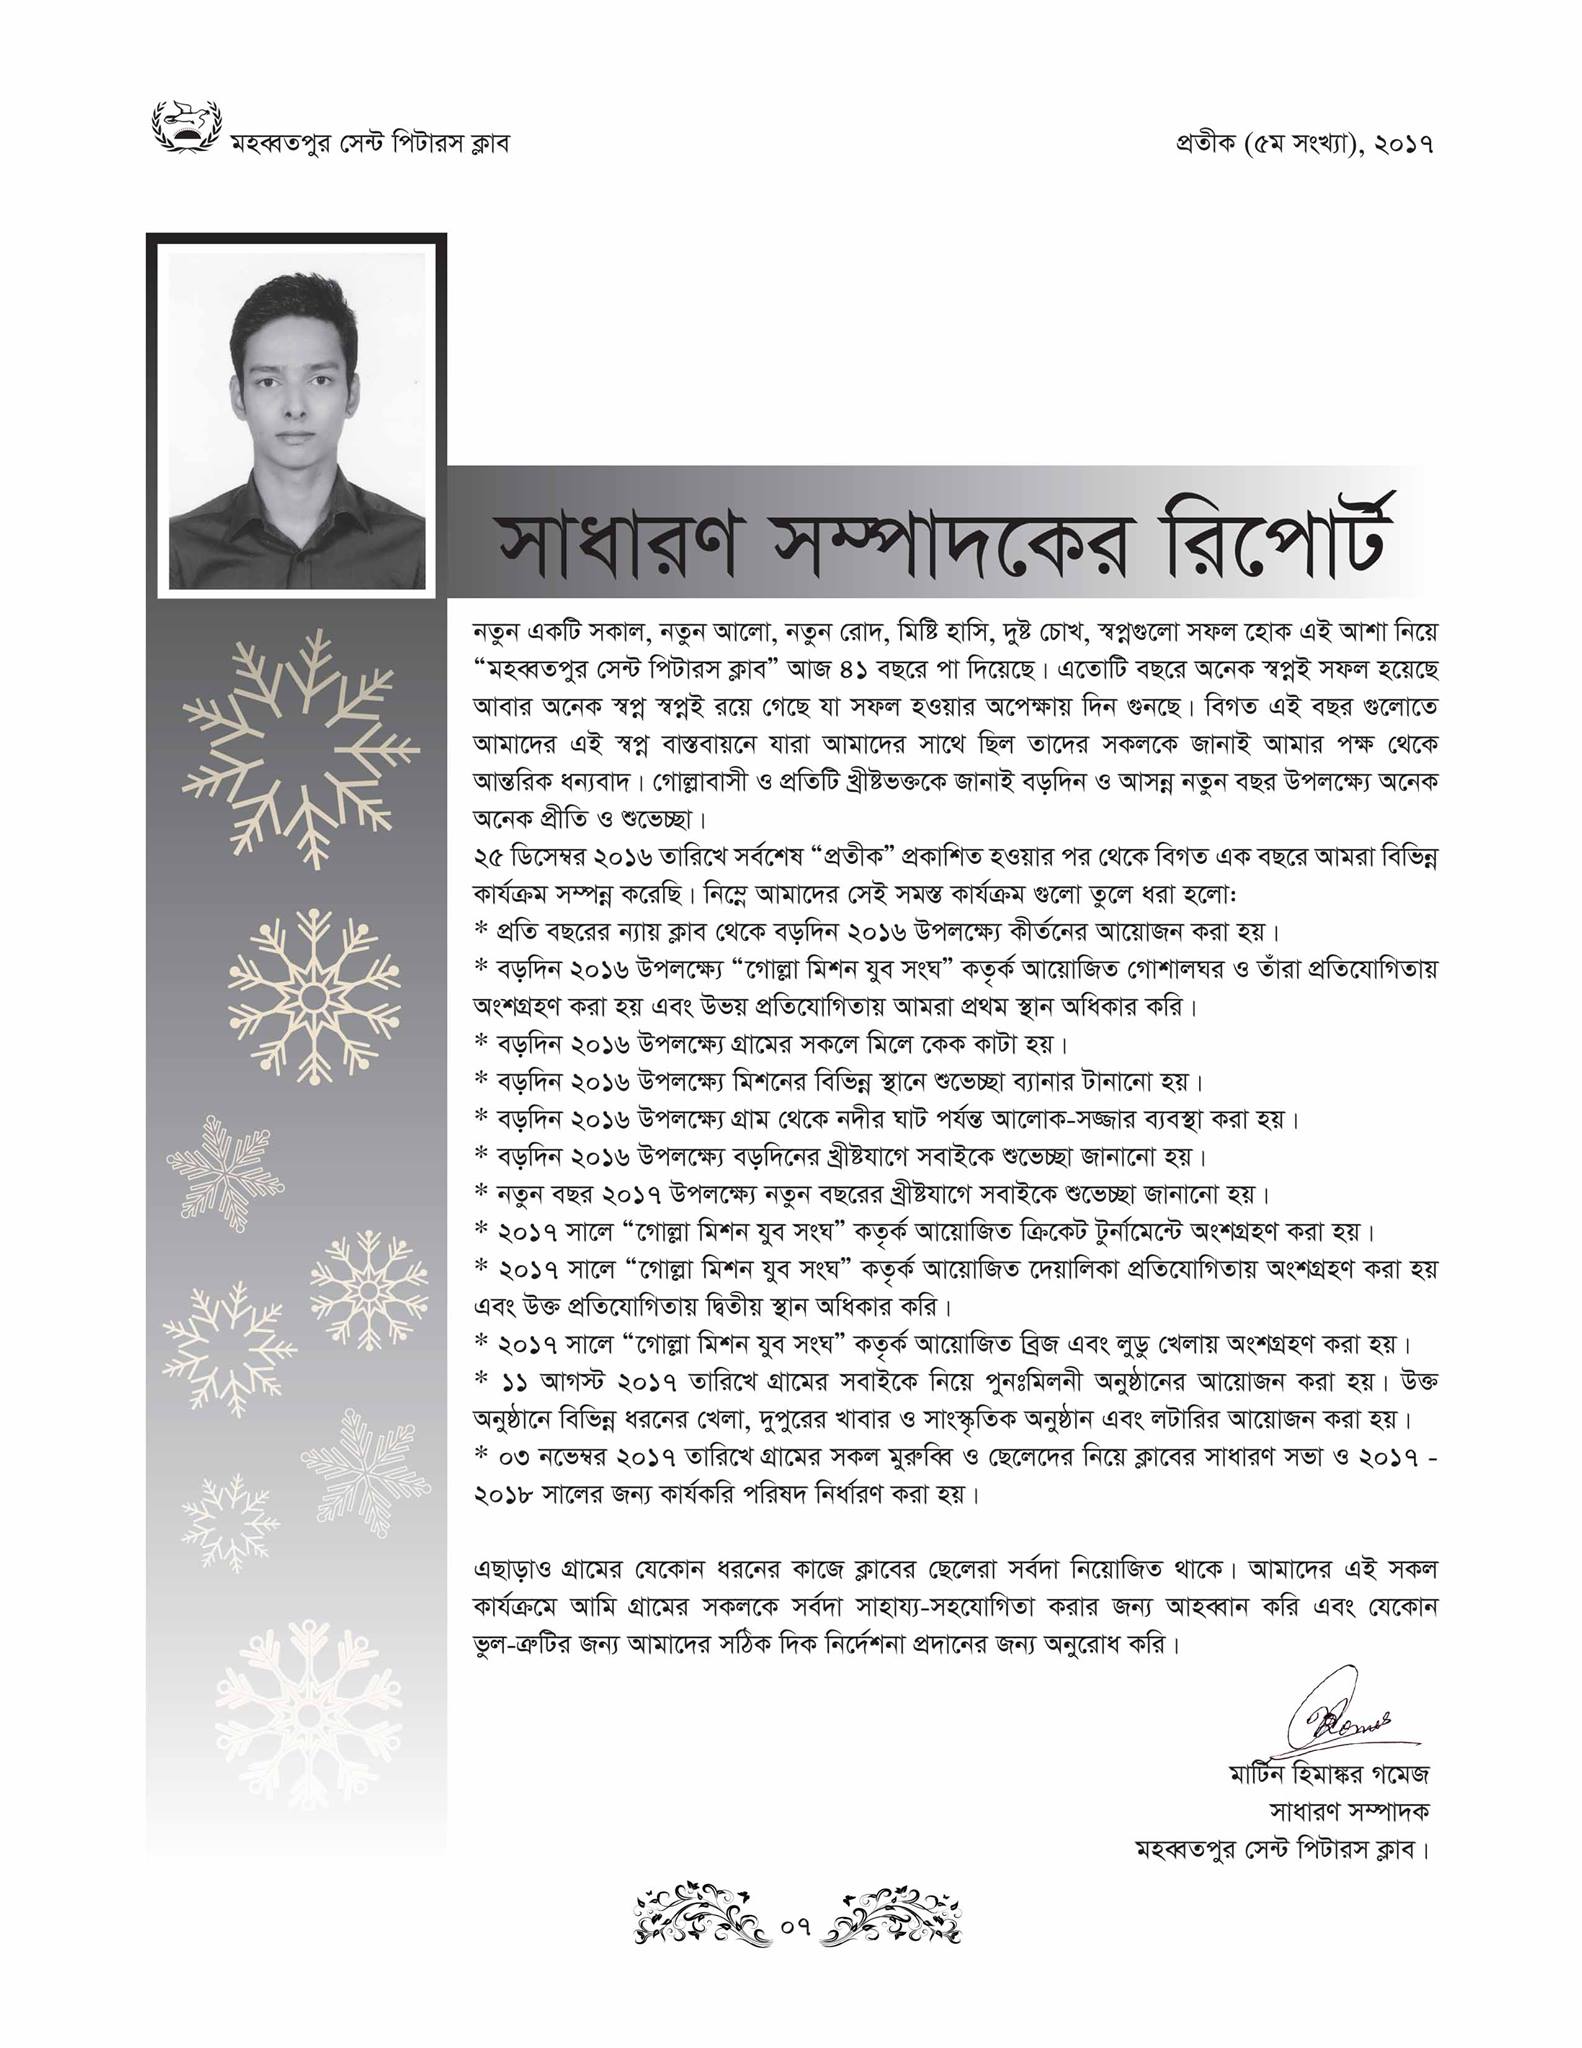 মহব্বতপুর সেন্ট পিটারস ক্লাব
প্রতীক (৫ম সংখ্যা), ২০১৭
সাধারণ সম্পাদকের রিপোর্ট
নতুন একটি সকাল, নতুন আলো, নতুন রোদ, মিষ্টি হাসি, দুষ্ট চোখ, স্বপ্নগুলো সফল হোক এই আশা নিয়ে
“মহব্বতপুর সেন্ট পিটারস ক্লাব” আজ ৪১ বছরে পা দিয়েছে। এতোটি বছরে অনেক স্বপ্নই সফল হয়েছে
আবার অনেক স্বপ্ন স্বপ্নই রয়ে গেছে যা সফল হওয়ার অপেক্ষায় দিন গুনছে। বিগত এই বছর গুলোতে
আমাদের এই স্বপ্ন বাস্তবায়নে যারা আমাদের সাথে ছিল তাদের সকলকে জানাই আমার পক্ষ থেকে
আন্তরিক ধন্যবাদ। গোল্লাবাসী ও প্রতিটি খ্রীষ্টভক্তকে জানাই বড়দিন ও আসন্ন নতুন বছর উপলক্ষ্যে অনেক
অনেক প্রীতি ও শুভেচ্ছা।
২৫ ডিসেম্বর ২০১৬ তারিখে সর্বশেষ “প্রতীক” প্রকাশিত হওয়ার পর থেকে বিগত এক বছরে আমরা বিভিন্ন
কার্যক্রম সম্পন্ন করেছি। নিম্নে আমাদের সেই সমস্ত কার্যক্রম গুলো তুলে ধরা হলো:
* প্রতি বছরের ন্যায় ক্লাব থেকে বড়দিন ২০১৬ উপলক্ষ্যে কীর্তনের আয়োজন করা হয়।
* বড়দিন ২০১৬ উপলক্ষ্যে “গোল্লা মিশন যুব সংঘ” কতৃর্ক আয়োজিত গোশালঘর ও তাঁরা প্রতিযোগিতায়
অংশগ্রহণ করা হয় এবং উভয় প্রতিযোগিতায় আমরা প্রথম স্থান অধিকার করি।
* বড়দিন ২০১৬ উপলক্ষ্যে গ্রামের সকলে মিলে কেক কাটা হয়।
* বড়দিন ২০১৬ উপলক্ষ্যে মিশনের বিভিন্ন স্থানে শুভেচ্ছা ব্যানার টানানো হয়।
* বড়দিন ২০১৬ উপলক্ষ্যে গ্রাম থেকে নদীর ঘাট পর্যন্ত আলোক-সজ্জার ব্যবস্থা করা হয়।
* বড়দিন ২০১৬ উপলক্ষ্যে বড়দিনের খ্রীষ্টযাগে সবাইকে শুভেচ্ছা জানানো হয়।
* নতুন বছর ২০১৭ উপলক্ষ্যে নতুন বছরের খ্রীষ্টযাগে সবাইকে শুভেচ্ছা জানানো হয়।
* ২০১৭ সালে “গোল্লা মিশন যুব সংঘ” কতৃর্ক আয়োজিত ক্রিকেট টুর্নামেন্টে অংশগ্রহণ করা হয়।
* ২০১৭ সালে “গোল্লা মিশন যুব সংঘ” কতৃর্ক আয়োজিত দেয়ালিকা প্রতিযোগিতায় অংশগ্রহণ করা হয়
এবং উক্ত প্রতিযোগিতায় দ্বিতীয় স্থান অধিকার করি।
* ২০১৭ সালে “গোল্লা মিশন যুব সংঘ” কতৃর্ক আয়োজিত ব্রিজ এবং লুডু খেলায় অংশগ্রহণ করা হয়।
* ১১ আগস্ট ২০১৭ তারিখে গ্রামের সবাইকে নিয়ে পুনঃমিলনী অনুষ্ঠানের আয়োজন করা হয়। উক্ত
অনুষ্ঠানে বিভিন্ন ধরনের খেলা, দুপুরের খাবার ও সাংস্কৃতিক অনুষ্ঠান এবং লটারির আয়োজন করা হয়।
* ০৩ নভেম্বর ২০১৭ তারিখে গ্রামের সকল মুরুব্বি ও ছেলেদের নিয়ে ক্লাবের সাধারণ সভা ও ২০১৭ -
২০১৮ সালের জন্য কার্যকরি পরিষদ নির্ধারণ করা হয়।
এছাড়াও গ্রামের যেকোন ধরনের কাজে ক্লাবের ছেলেরা সর্বদা নিয়োজিত থাকে। আমাদের এই সকল
কার্যক্রমে আমি গ্রামের সকলকে সর্বদা সাহায্য-সহযোগিতা করার জন্য আহব্বান করি এবং যেকোন
ভুল-ত্রুটির জন্য আমাদের সঠিক দিক নির্দেশনা প্রদানের জন্য অনুরোধ করি।
মার্টিন হিমাঙ্কর গমেজ
সাধারণ সম্পাদক
মহব্বতপুর সেন্ট পিটারস ক্লাব।
০৭